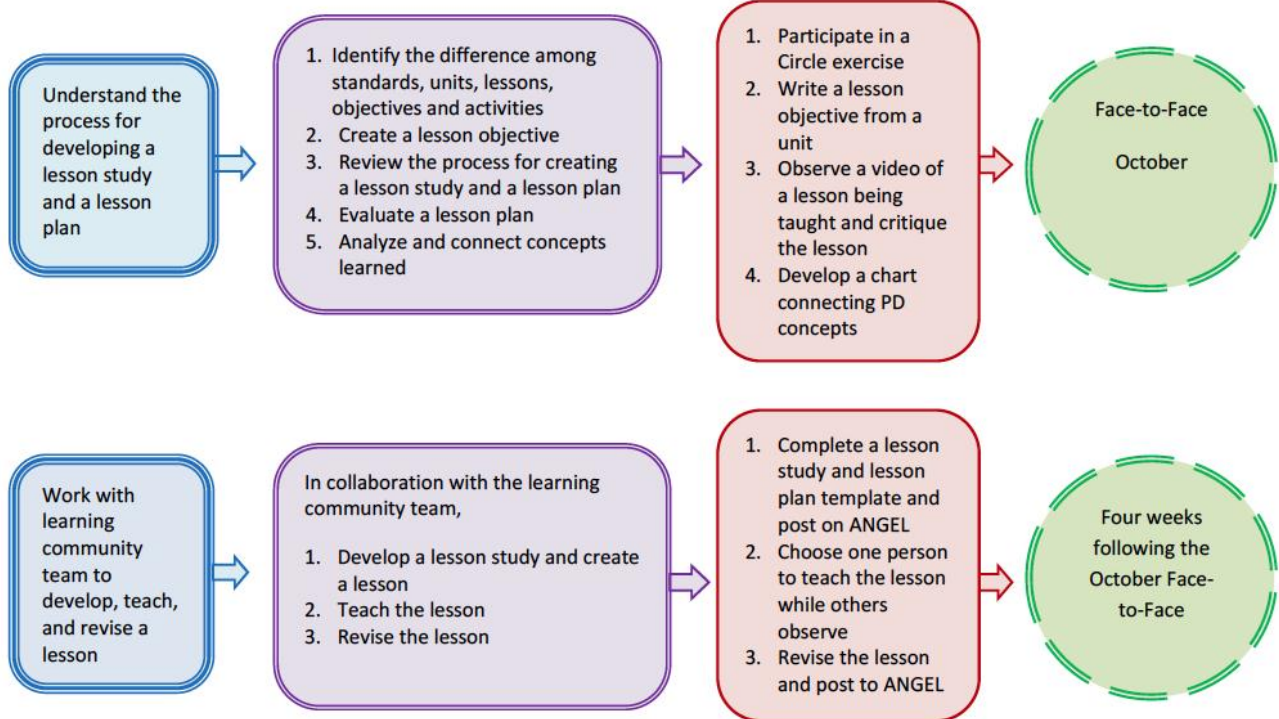 Understand the
process for
developing a
lesson study
and a lesson
plan
1. Identify the difference among
standards, units, lessons,
objectives and activities
2. Create a lesson objective
3. Review the process for creating
a lesson study and a lesson plan
4. Evaluate a lesson plan
5. Analyze and connect concepts
learned
1. Participate in a
Circle exercise
2. Write a lesson
objective from a
unit
3. Observe a video of
a lesson being
taught and critique
the lesson
4. Develop a chart
connecting PD
concepts
Face-to-Face
October
Work with
learning
community
team to
develop, teach,
and revise a
lesson
In collaboration with the learning
community team,
1. Develop a lesson study and create
a lesson
2. Teach the lesson
3. Revise the lesson
1. Complete a lesson
study and lesson
plan template and
post on ANGEL
2. Choose one person
to teach the lesson
while others
observe
3. Revise the lesson
and post to ANGEL
Four weeks
following the
October Face-
to-Face